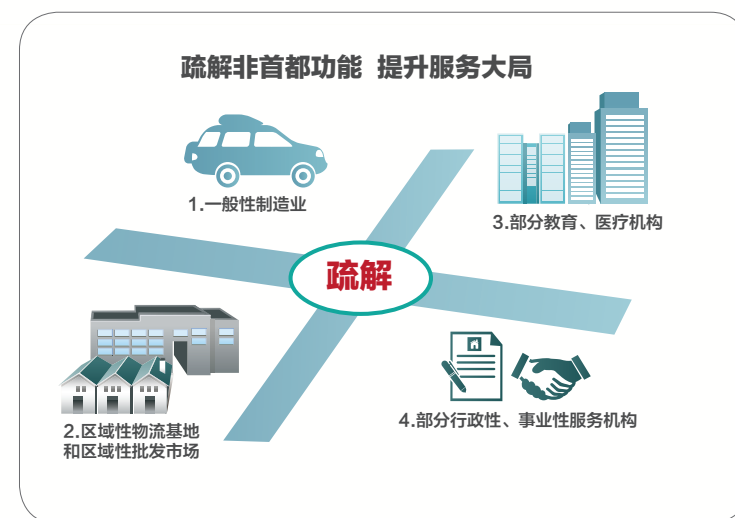 疏解非首都功能 提升服务大局
1.一般性制造业
3.部分教育、医疗机构
疏解
2.区域性物流基地
和区域性批发市场
4.部分行政性、事业性服务机构